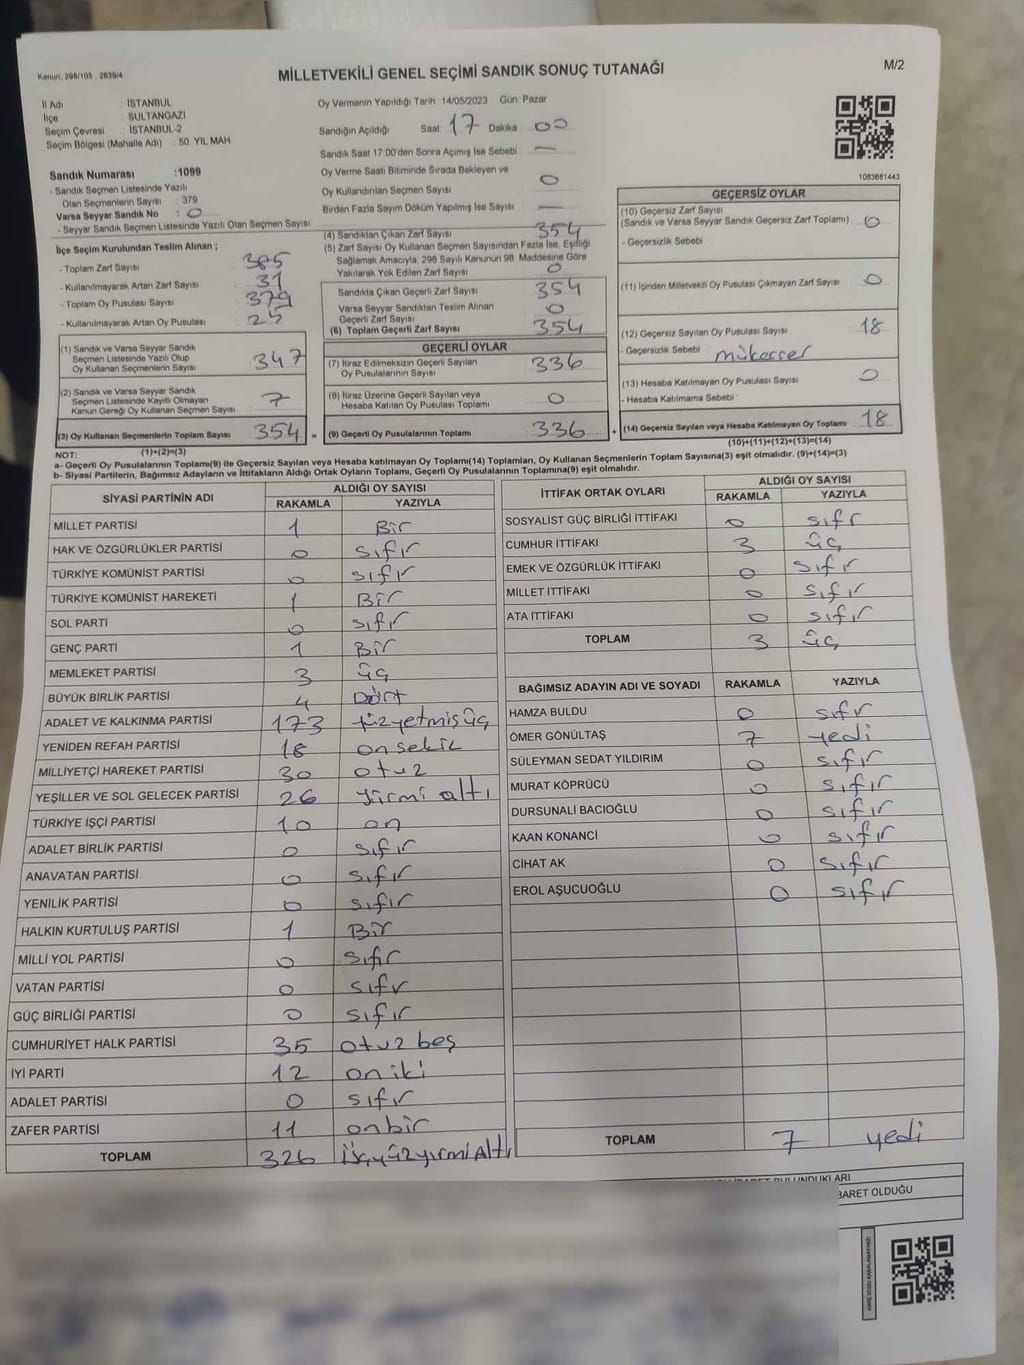 Kanun: 298/105 , 2839/4
MİLLETVEKİLİ GENEL SEÇİMİ SANDIK SONUÇ TUTANAĞI
M/2
İl Adı : İSTANBUL
İlçe : SULTANGAZİ
Seçim Çevresi : İSTANBUL-2
Seçim Bölgesi (Mahalle Adı) : 50. YIL MAH.
Sandık Numarası :1099
- Sandık Seçmen Listesinde Yazılı
Olan Seçmenlerin Sayısı : 379
Varsa Seyyar Sandık No : 0
- Seyyar Sandık Seçmen Listesinde Yazılı Olan Seçmen Sayısı
Oy Vermenin Yapıldığı Tarih :14/05/2023 Gün: Pazar
Sandığın Açıldığı Saat: 17 Dakika : 00
Sandık Saat 17:00'den Sonra Açımış İse Sebebi : —
Oy Verme Saati Bitiminde Sırada Bekleyen ve
Oy Kullandırılan Seçmen Sayısı 0
Birden Fazla Sayım Döküm Yapılmış İse Sayısı : —
1083681443
İlçe Seçim Kurulundan Teslim Alınan ;
- Toplam Zarf Sayısı : 385
- Kullanılmayarak Artan Zarf Sayısı : 31
- Toplam Oy Pusulası Sayısı : 379
- Kullanılmayarak Artan Oy Pusulası : 25
(1) Sandık ve Varsa Seyyar Sandık
Seçmen Listesinde Yazılı Olup
Oy Kullanan Seçmenlerin Sayısı 347
(2) Sandık ve Varsa Seyyar Sandık
Seçmen Listesinde Kayıtlı Olmayan
Kanun Gereği Oy Kullanan Seçmen Sayısı 7
(3) Oy Kullanan Seçmenlerin Toplam Sayısı 354
(1)+(2)=(3)
(4) Sandıktan Çıkan Zarf Sayısı 354
(5) Zarf Sayısı Oy Kullanan Seçmen Sayısından Fazla İse, Eşitliği
Sağlamak Amacıyla, 298 Sayılı Kanunun 98. Maddesine Göre
Yakılarak Yok Edilen Zarf Sayısı 0
Sandıkta Çıkan Geçerli Zarf Sayısı 354
Varsa Seyyar Sandıktan Teslim Alınan
Geçerli Zarf Sayısı 0
(6) Toplam Geçerli Zarf Sayısı 354
GEÇERLİ OYLAR
(7) İtiraz Edilmeksizin Geçerli Sayılan
Oy Pusulalarının Sayısı 336
(8) İtiraz Üzerine Geçerli Sayılan veya
Hesaba Katılan Oy Pusulası Toplamı 0
= (9) Geçerli Oy Pusulalarının Toplamı 336 +
GEÇERSİZ OYLAR
(10) Geçersiz Zarf Sayısı
(Sandık ve Varsa Seyyar Sandık Geçersiz Zarf Toplamı) 0
- Geçersizlik Sebebi
(11) İçinden Milletvekili Oy Pusulası Çıkmayan Zarf Sayısı 0
(12) Geçersiz Sayılan Oy Pusulası Sayısı 18
- Geçersizlik Sebebi : mükerrer
(13) Hesaba Katılmayan Oy Pusulası Sayısı 0
- Hesaba Katılmama Sebebi :
(14) Geçersiz Sayılan veya Hesaba Katılmayan Oy Toplamı 18
(10)+(11)+(12)+(13)=(14)
NOT:
a- Geçerli Oy Pusulalarının Toplamı(9) ile Geçersiz Sayılan veya Hesaba katılmayan Oy Toplamı(14) Toplamları, Oy Kullanan Seçmenlerin Toplam Sayısına(3) eşit olmalıdır. (9)+(14)=(3)
b- Siyasi Partilerin, Bağımsız Adayların ve İttifakların Aldığı Ortak Oyların Toplamı, Geçerli Oy Pusulalarının Toplamına(9) eşit olmalıdır.
SİYASİ PARTİNİN ADI ALDIĞI OY SAYISI
RAKAMLA YAZIYLA
MİLLET PARTİSİ 1 Bir
HAK VE ÖZGÜRLÜKLER PARTİSİ 0 sıfır
TÜRKİYE KOMÜNİST PARTİSİ 0 sıfır
TÜRKİYE KOMÜNİST HAREKETİ 1 Bir
SOL PARTİ 0 sıfır
GENÇ PARTİ 1 Bir
MEMLEKET PARTİSİ 3 üç
BÜYÜK BİRLİK PARTİSİ 4 Dört
ADALET VE KALKINMA PARTİSİ 173 yüzyetmişüç
YENİDEN REFAH PARTİSİ 18 onsekiz
MİLLİYETÇİ HAREKET PARTİSİ 30 otuz
YEŞİLLER VE SOL GELECEK PARTİSİ 26 yirmi altı
TÜRKİYE İŞÇİ PARTİSİ 10 on
ADALET BİRLİK PARTİSİ 0 sıfır
ANAVATAN PARTİSİ 0 sıfır
YENİLİK PARTİSİ 0 sıfır
HALKIN KURTULUŞ PARTİSİ 1 Bir
MİLLİ YOL PARTİSİ 0 sıfır
VATAN PARTİSİ 0 sıfır
GÜÇ BİRLİĞİ PARTİSİ 0 sıfır
CUMHURİYET HALK PARTİSİ 35 otuz beş
İYİ PARTİ 12 on iki
ADALET PARTİSİ 0 sıfır
ZAFER PARTİSİ 11 onbir
TOPLAM 326 üçyüzyirmiAltı
İTTİFAK ORTAK OYLARI ALDIĞI OY SAYISI
RAKAMLA YAZIYLA
SOSYALİST GÜÇ BİRLİĞİ İTTİFAKI 0 sıfr
CUMHUR İTTİFAKI 3 üç
EMEK VE ÖZGÜRLÜK İTTİFAKI 0 sıfır
MİLLET İTTİFAKI 0 sıfır
ATA İTTİFAKI 0 sıfır
TOPLAM 3 üç
BAĞIMSIZ ADAYIN ADI VE SOYADI RAKAMLA YAZIYLA
HAMZA BULDU 0 sıfr
ÖMER GÖNÜLTAŞ 7 yedi
SÜLEYMAN SEDAT YILDIRIM 0 sıfır
MURAT KÖPRÜCÜ 0 sıfır
DURSUNALİ BACIOĞLU 0 sıfır
KAAN KONANCİ 0 sıfır
CİHAT AK 0 sıfır
EROL AŞUCUOĞLU 0 sıfır
TOPLAM 7 yedi
BARET OLDUĞU